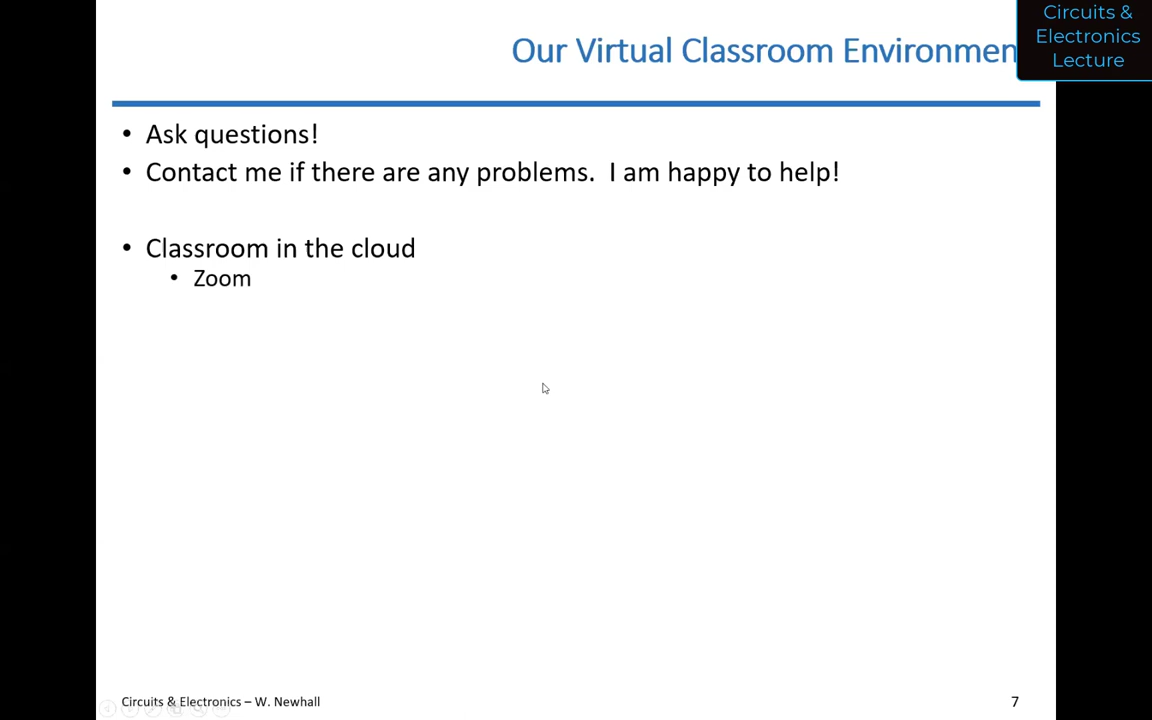 Our Virtual Classroom Environmen
Circuits &
Electronics
Lecture
• Ask questions!
• Contact me if there are any problems.  I am happy to help!
• Classroom in the cloud
• Zoom
Circuits & Electronics – W. Newhall
7